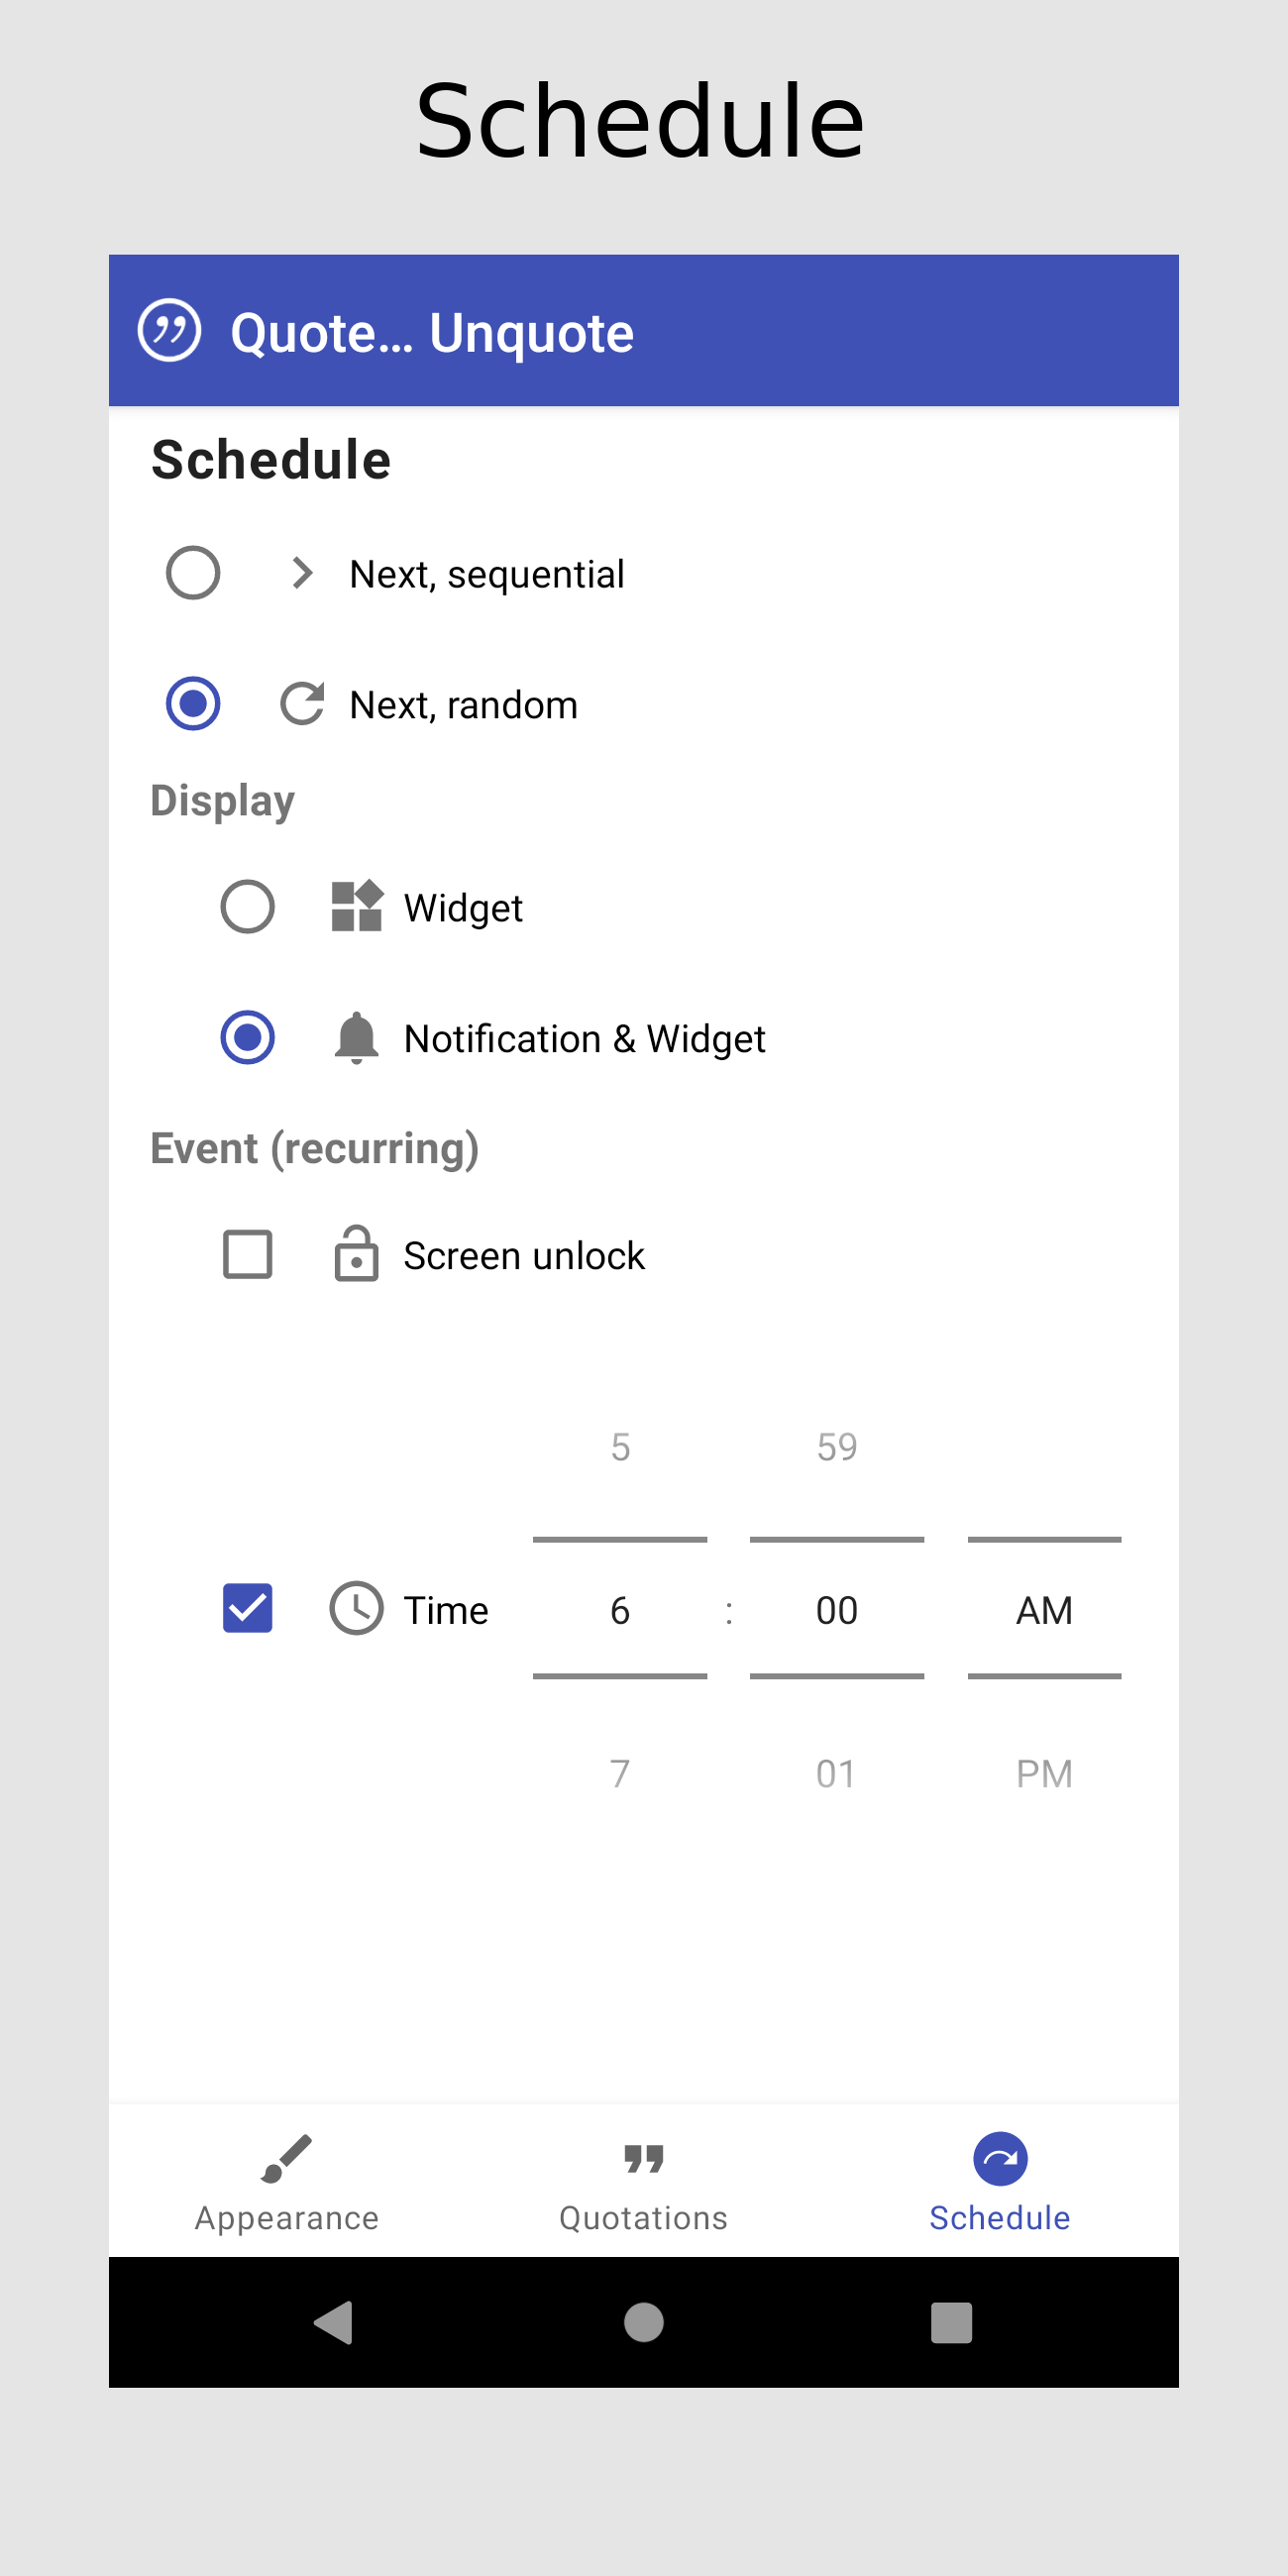 Schedule
Quote... Unquote
Schedule
Next, sequential
Next, random
Display
Widget
Notification & Widget
Event (recurring)
Screen unlock
5 59
Time 6 : 00 AM
7 01 PM
Appearance Quotations Schedule